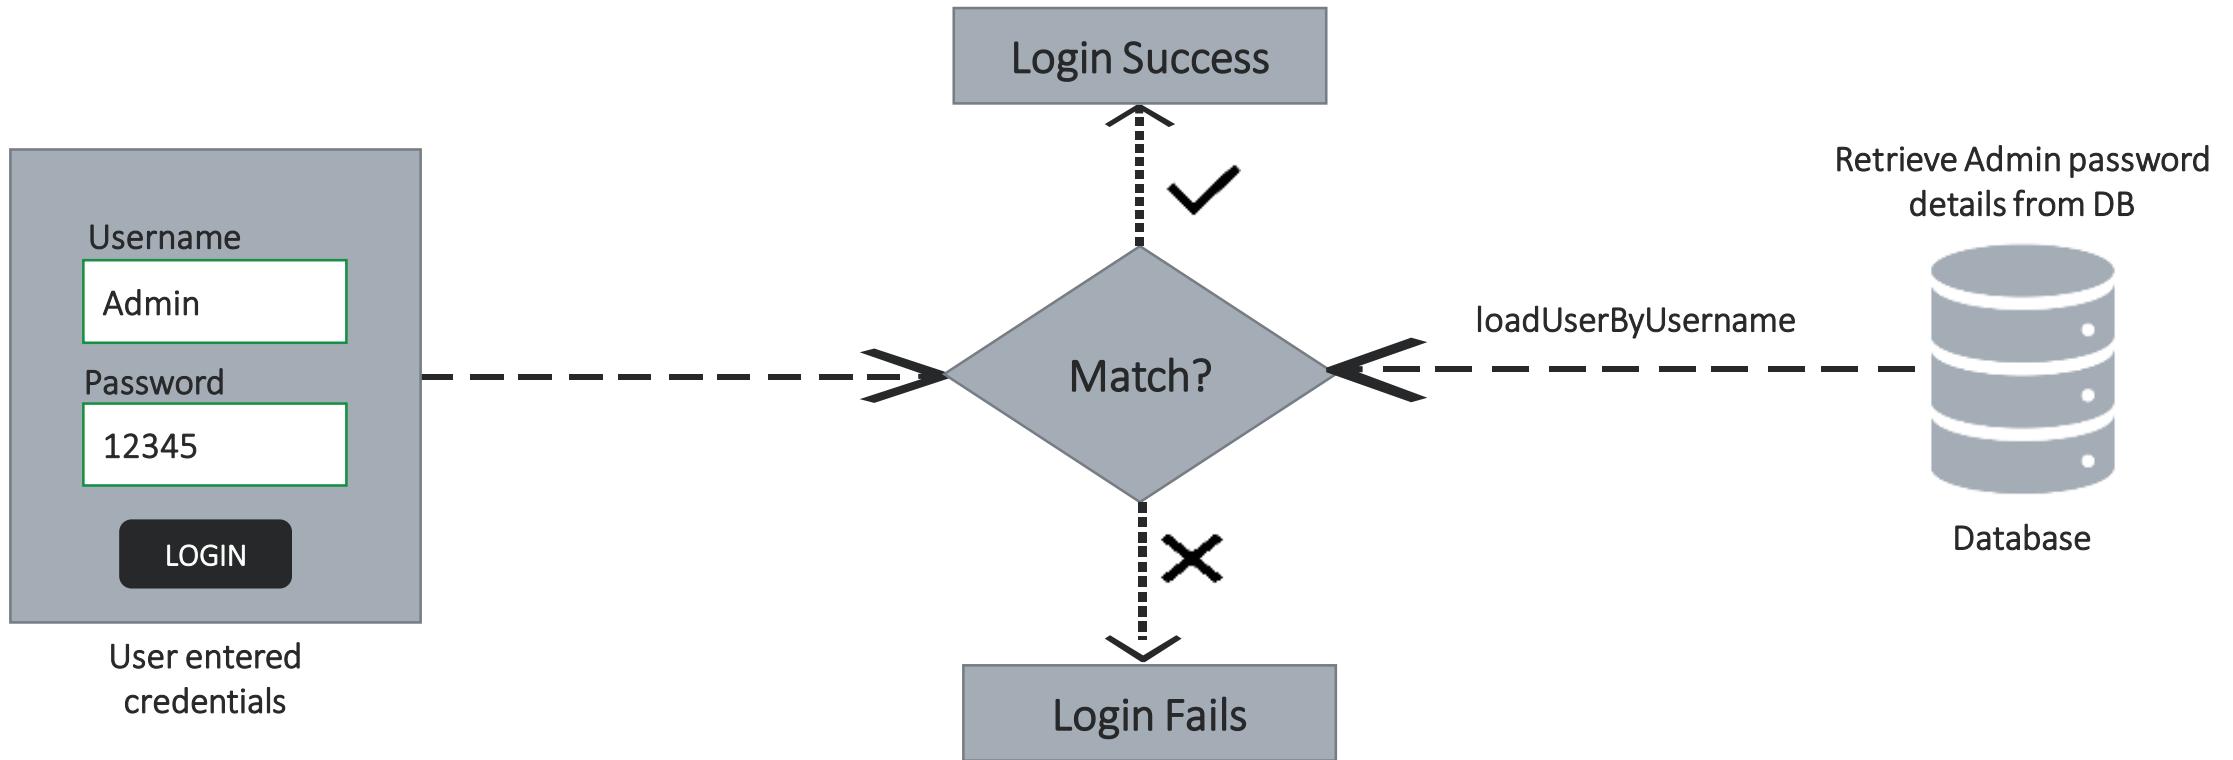 Login Success
Username
Admin
Password
12345
LOGIN
User entered
credentials
Match?
loadUserByUsername
Retrieve Admin password
details from DB
Database
Login Fails